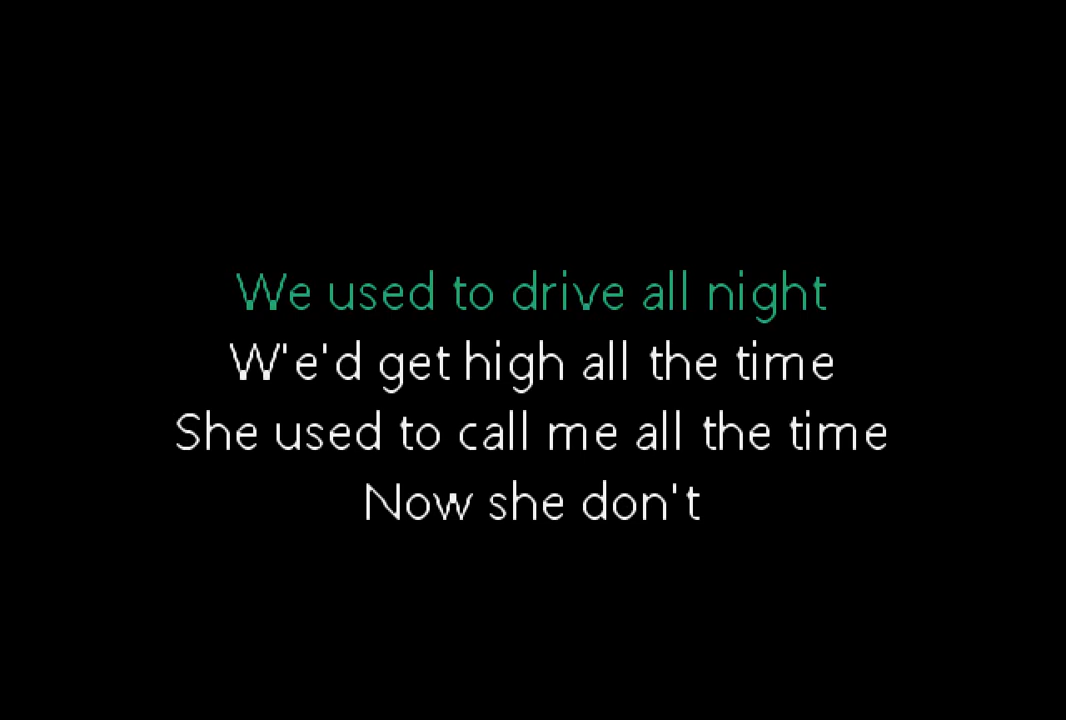 We used to drive all night
W'e'd get high all the time
She used to call me all the time
Now she don't